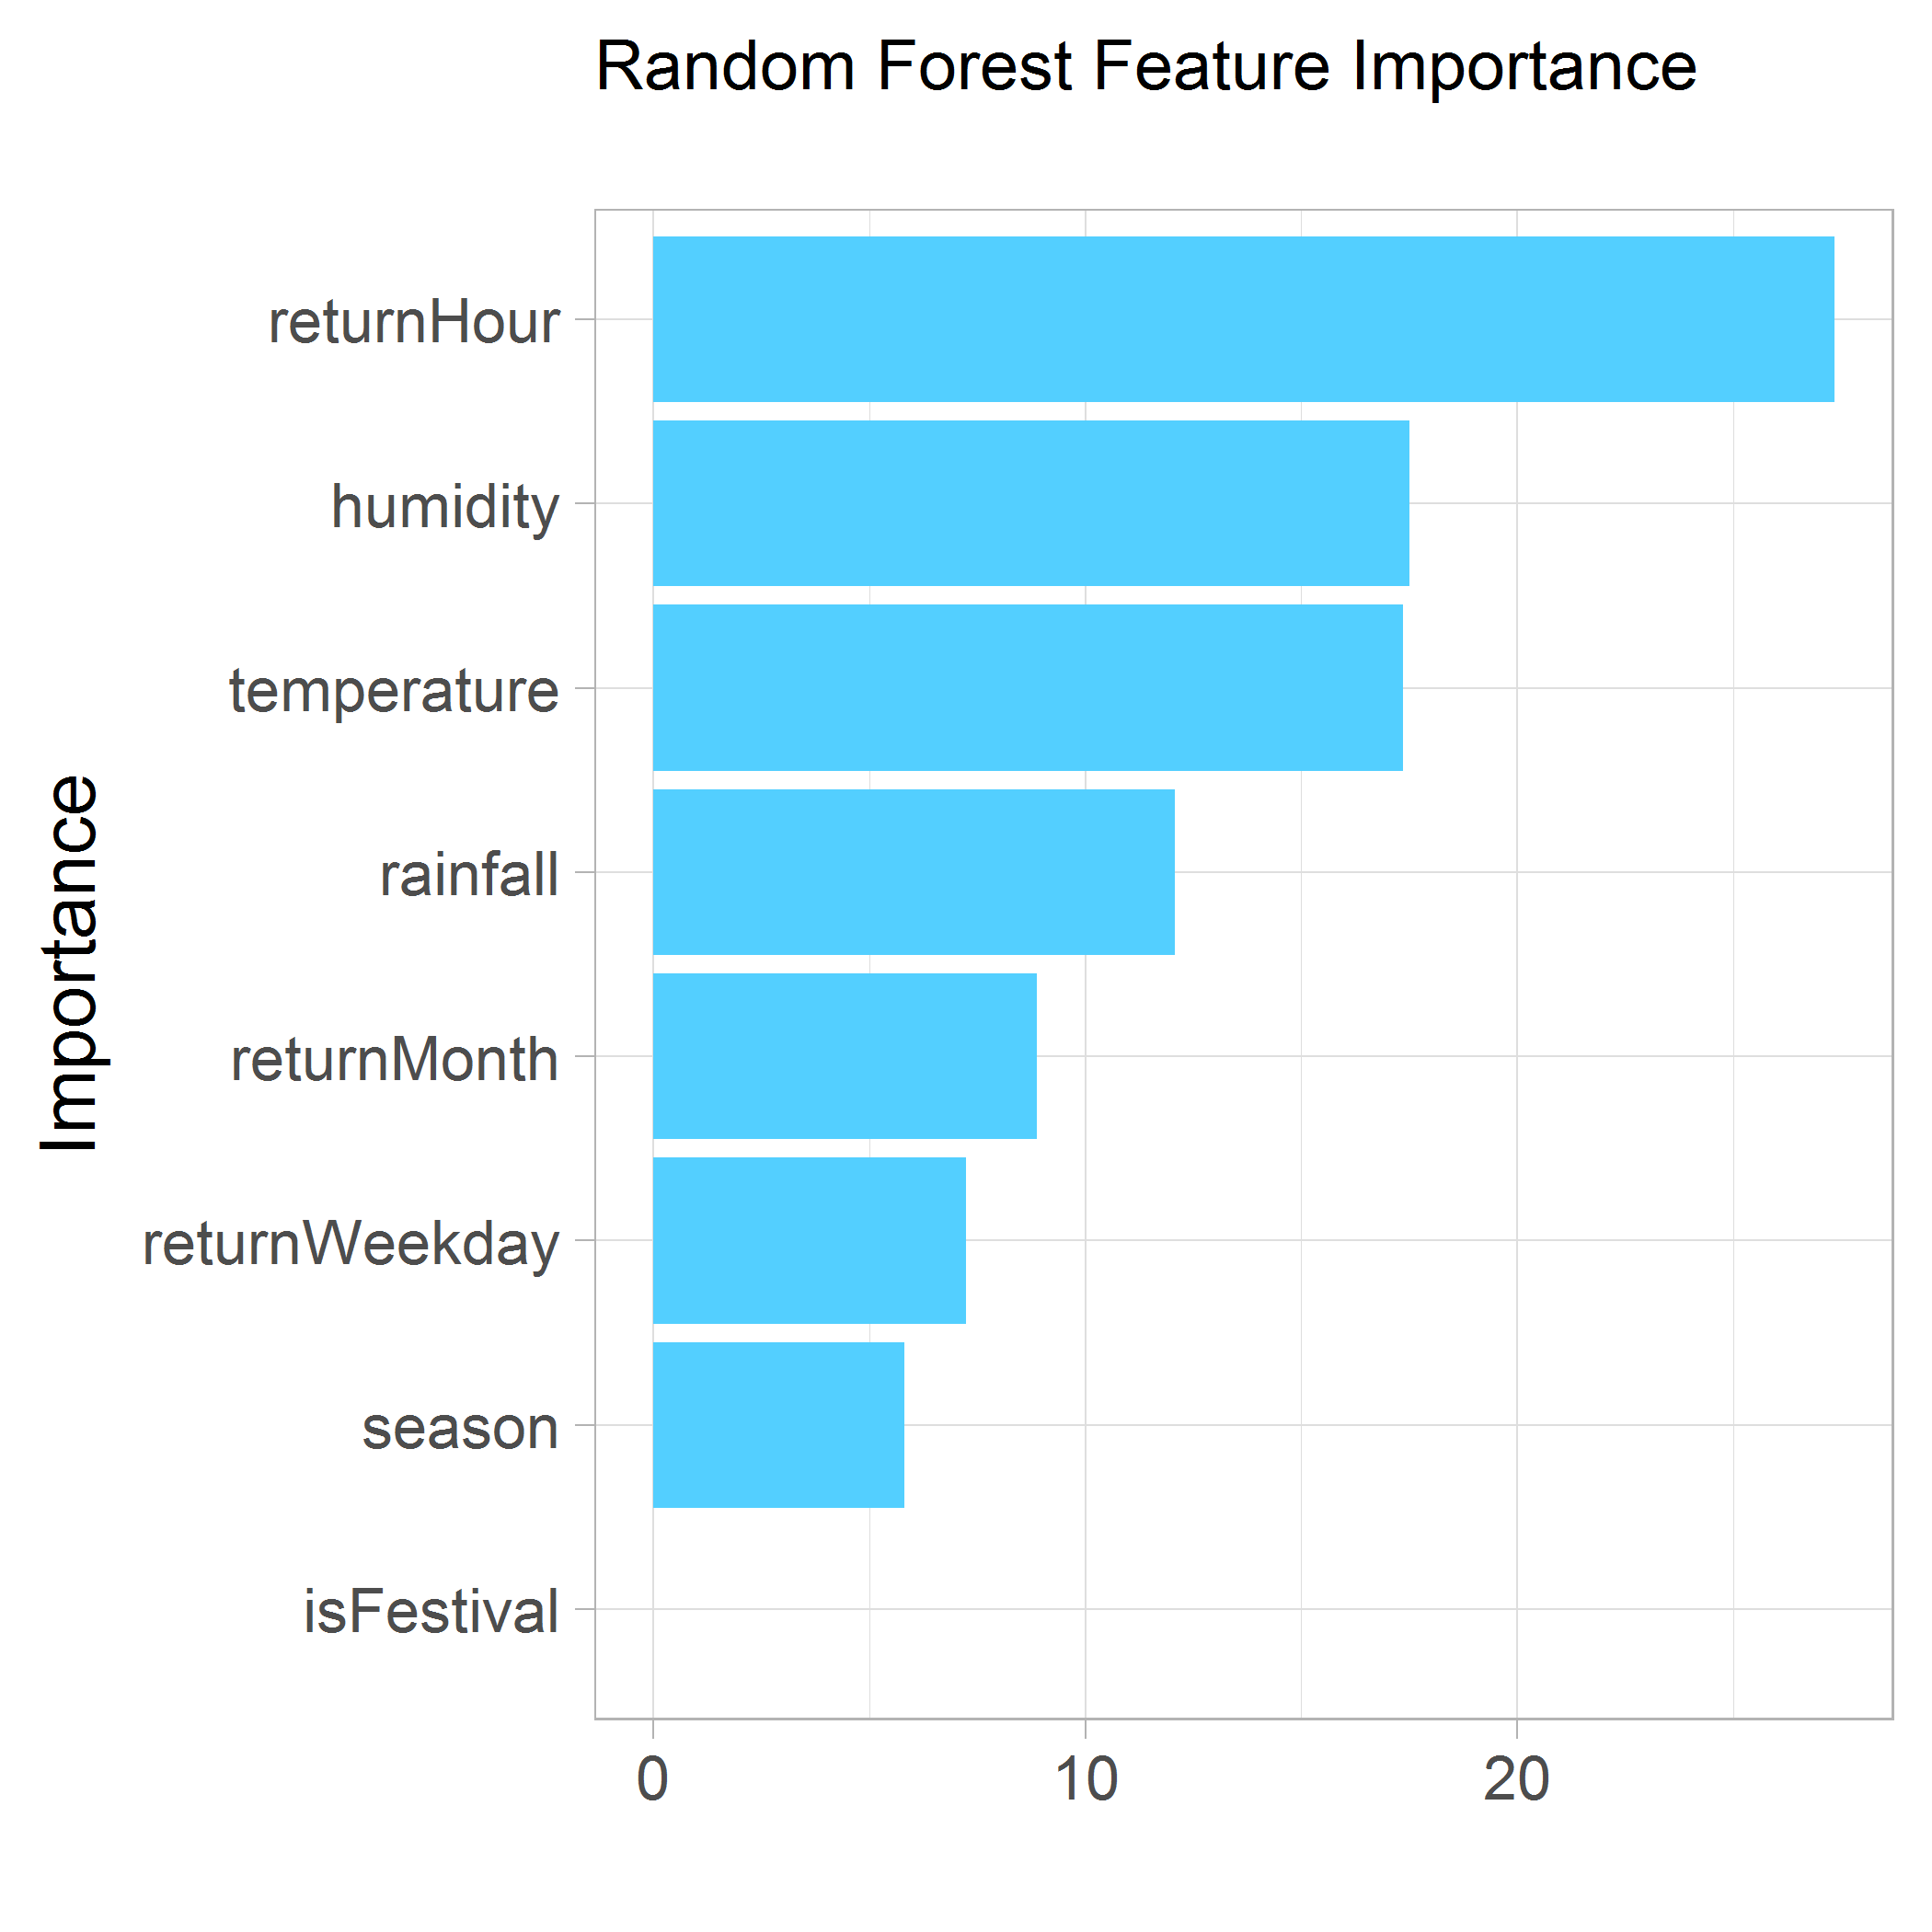 Random Forest Feature Importance
returnHour
humidity
temperature
rainfall
returnMonth
returnWeekday
season
isFestival
Importance
0 10 20